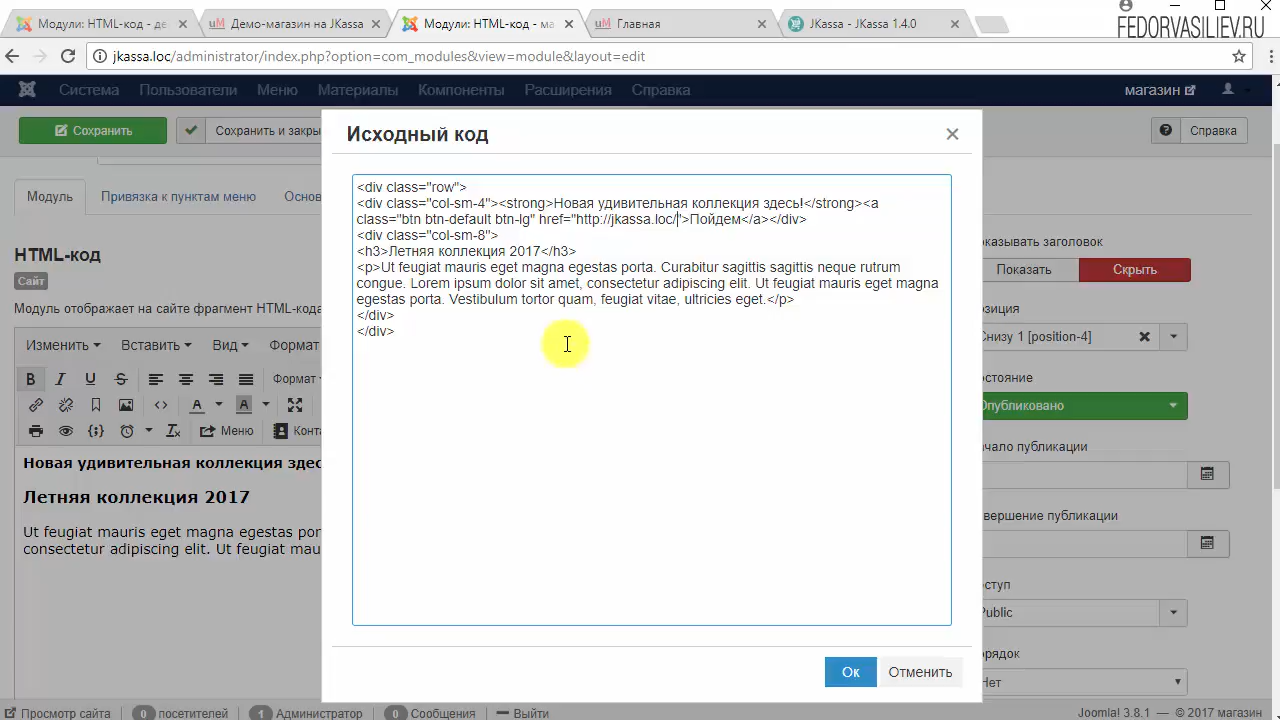 Модули: HTML-код - де
Демо-магазин на JKassa
Модули: HTML-код - ма
Главная
JKassa - JKassa 1.4.0
FEDORVASILIEV.RU
jkassa.loc/administrator/index.php?option=com_modules&view=module&layout=edit
Система Пользователи Меню Материалы Компоненты Расширения Справка магазин
Сохранить Сохранить и закры Справка
Исходный код
Модуль Привязка к пунктам меню Осно
<div class="row">
<div class="col-sm-4"><strong>Новая удивительная коллекция здесь!</strong><a
class="btn btn-default btn-lg" href="http://jkassa.loc/">Пойдем</a></div>
<div class="col-sm-8">
<h3>Летняя коллекция 2017</h3>
<p>Ut feugiat mauris eget magna egestas porta. Curabitur sagittis sagittis neque rutrum
congue. Lorem ipsum dolor sit amet, consectetur adipiscing elit. Ut feugiat mauris eget magna
egestas porta. Vestibulum tortor quam, feugiat vitae, ultricies eget.</p>
</div>
</div>
Ок Отменить
HTML-код
Сайт
Модуль отображает на сайте фрагмент HTML-кода
Изменить Вставить Вид Формат
B I U S Формат
A A
Меню Конта
Новая удивительная коллекция здес
Летняя коллекция 2017
Ut feugiat mauris eget magna egestas por
consectetur adipiscing elit. Ut feugiat mau
оказывать заголовок
Показать Скрыть
озиция
Снизу 1 [position-4]
остояние
Опубликовано
ачало публикации
авершение публикации
оступ
Public
орядок
Нет
Просмотр сайта 0 посетителей 1 Администратор 0 Сообщения Выйти
Joomla! 3.8.1 — © 2017 магазин